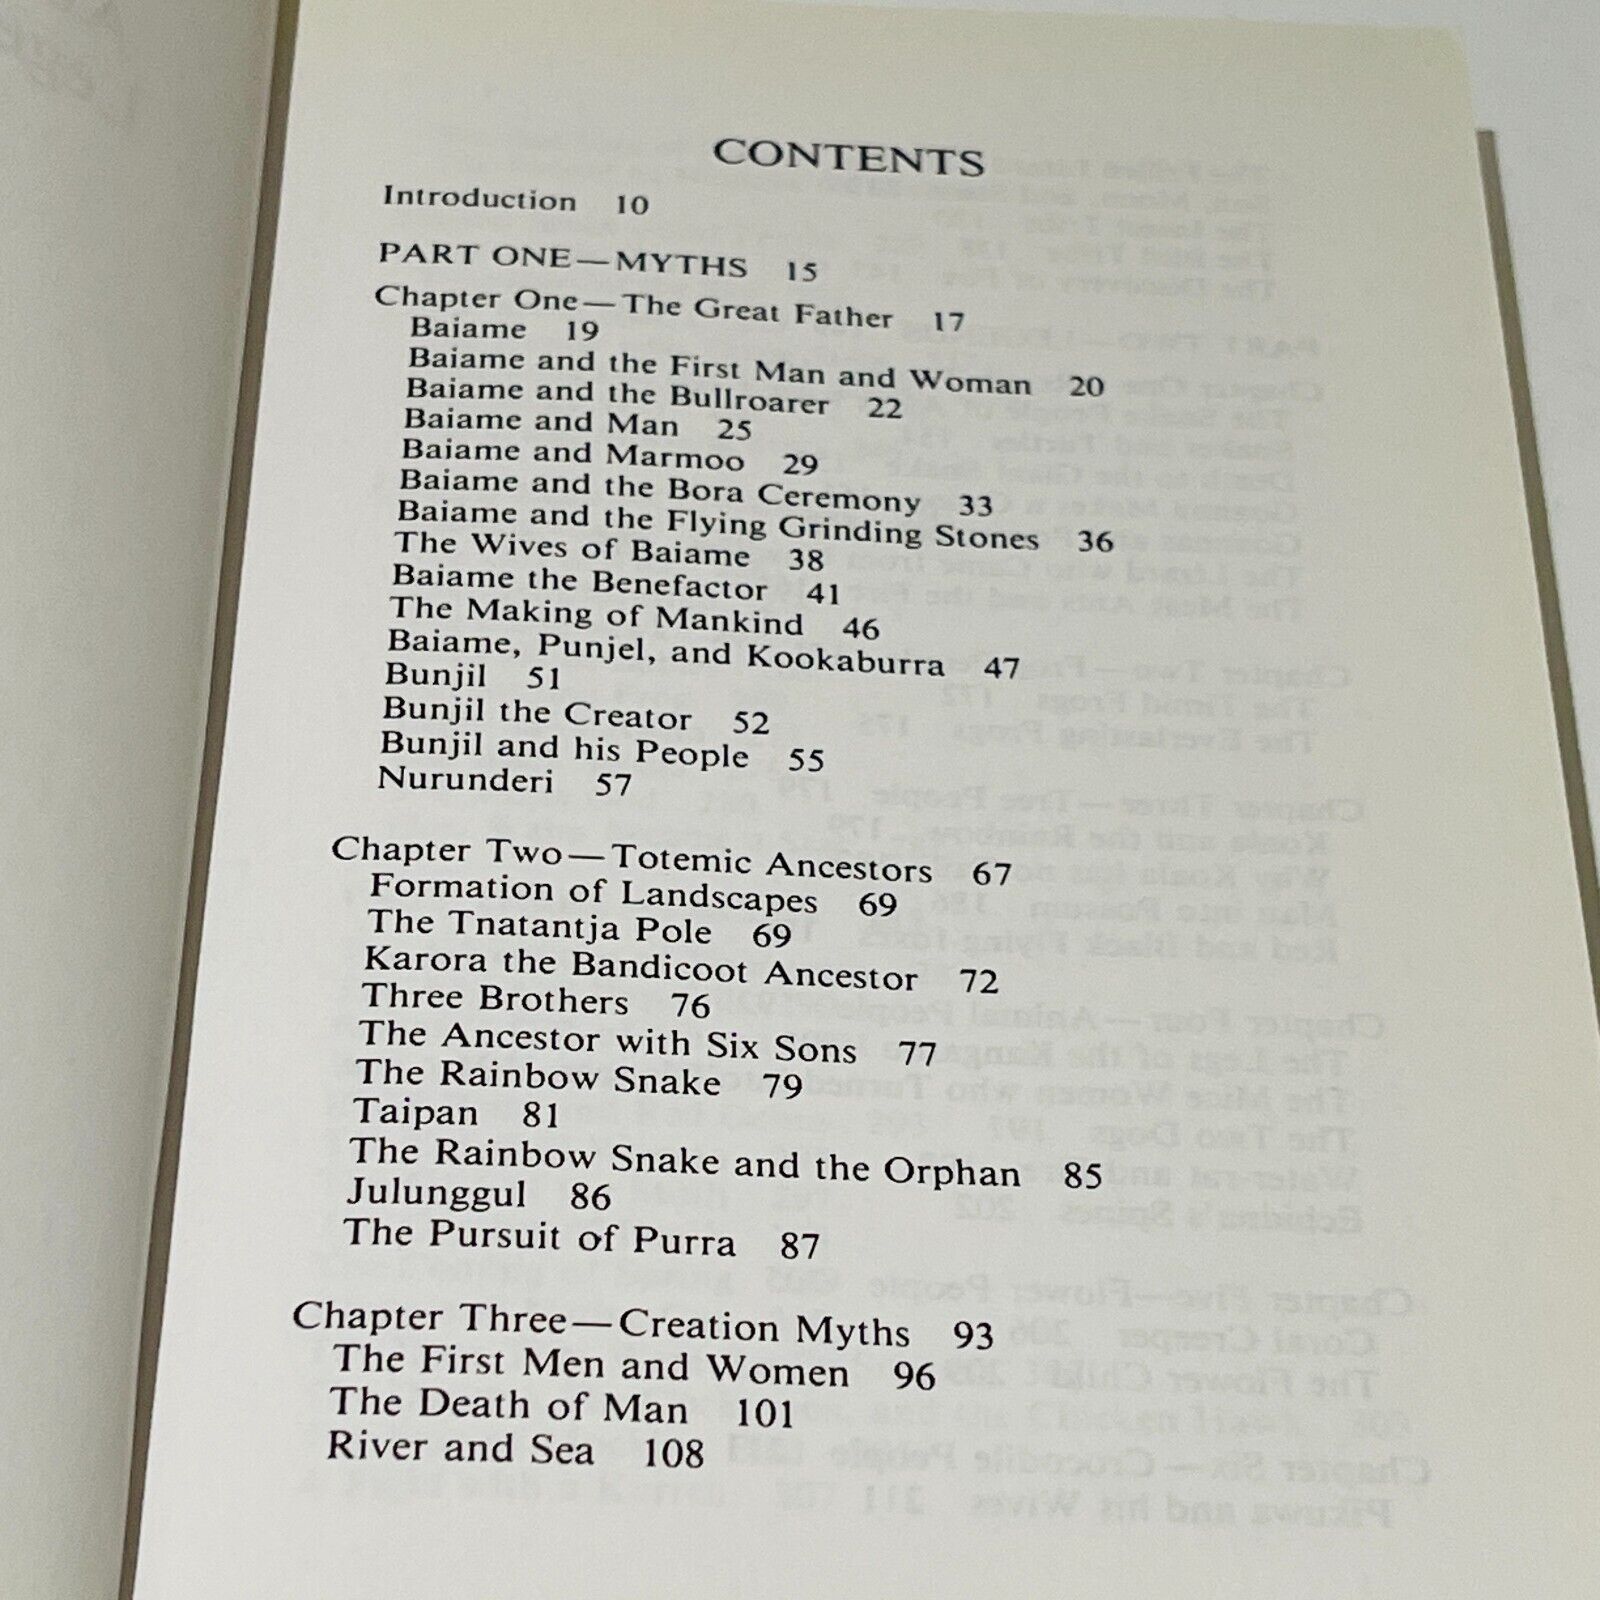 CONTENTS
Introduction 10
PART ONE—MYTHS 15
Chapter One—The Great Father 17
Baiame 19
Baiame and the First Man and Woman 20
Baiame and the Bullroarer 22
Baiame and Man 25
Baiame and Marmoo 29
Baiame and the Bora Ceremony 33
Baiame and the Flying Grinding Stones 36
The Wives of Baiame 38
Baiame the Benefactor 41
The Making of Mankind 46
Baiame, Punjel, and Kookaburra 47
Bunjil 51
Bunjil the Creator 52
Bunjil and his People 55
Nurunderi 57
Chapter Two—Totemic Ancestors 67
Formation of Landscapes 69
The Tnatantja Pole 69
Karora the Bandicoot Ancestor 72
Three Brothers 76
The Ancestor with Six Sons 77
The Rainbow Snake 79
Taipan 81
The Rainbow Snake and the Orphan 85
Julunggul 86
The Pursuit of Purra 87
Chapter Three—Creation Myths 93
The First Men and Women 96
The Death of Man 101
River and Sea 108